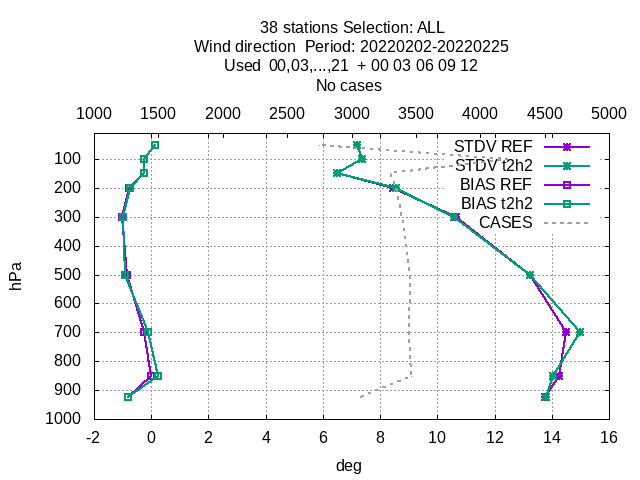 38 stations Selection: ALL
Wind direction  Period: 20220202-20220225
Used  00,03,...,21  + 00 03 06 09 12
No cases
1000 1500 2000 2500 3000 3500 4000 4500 5000
STDV REF
STDV t2h2
BIAS REF
BIAS t2h2
CASES
100
200
300
400
500
600
700
800
900
1000
hPa
-2 0 2 4 6 8 10 12 14 16
deg